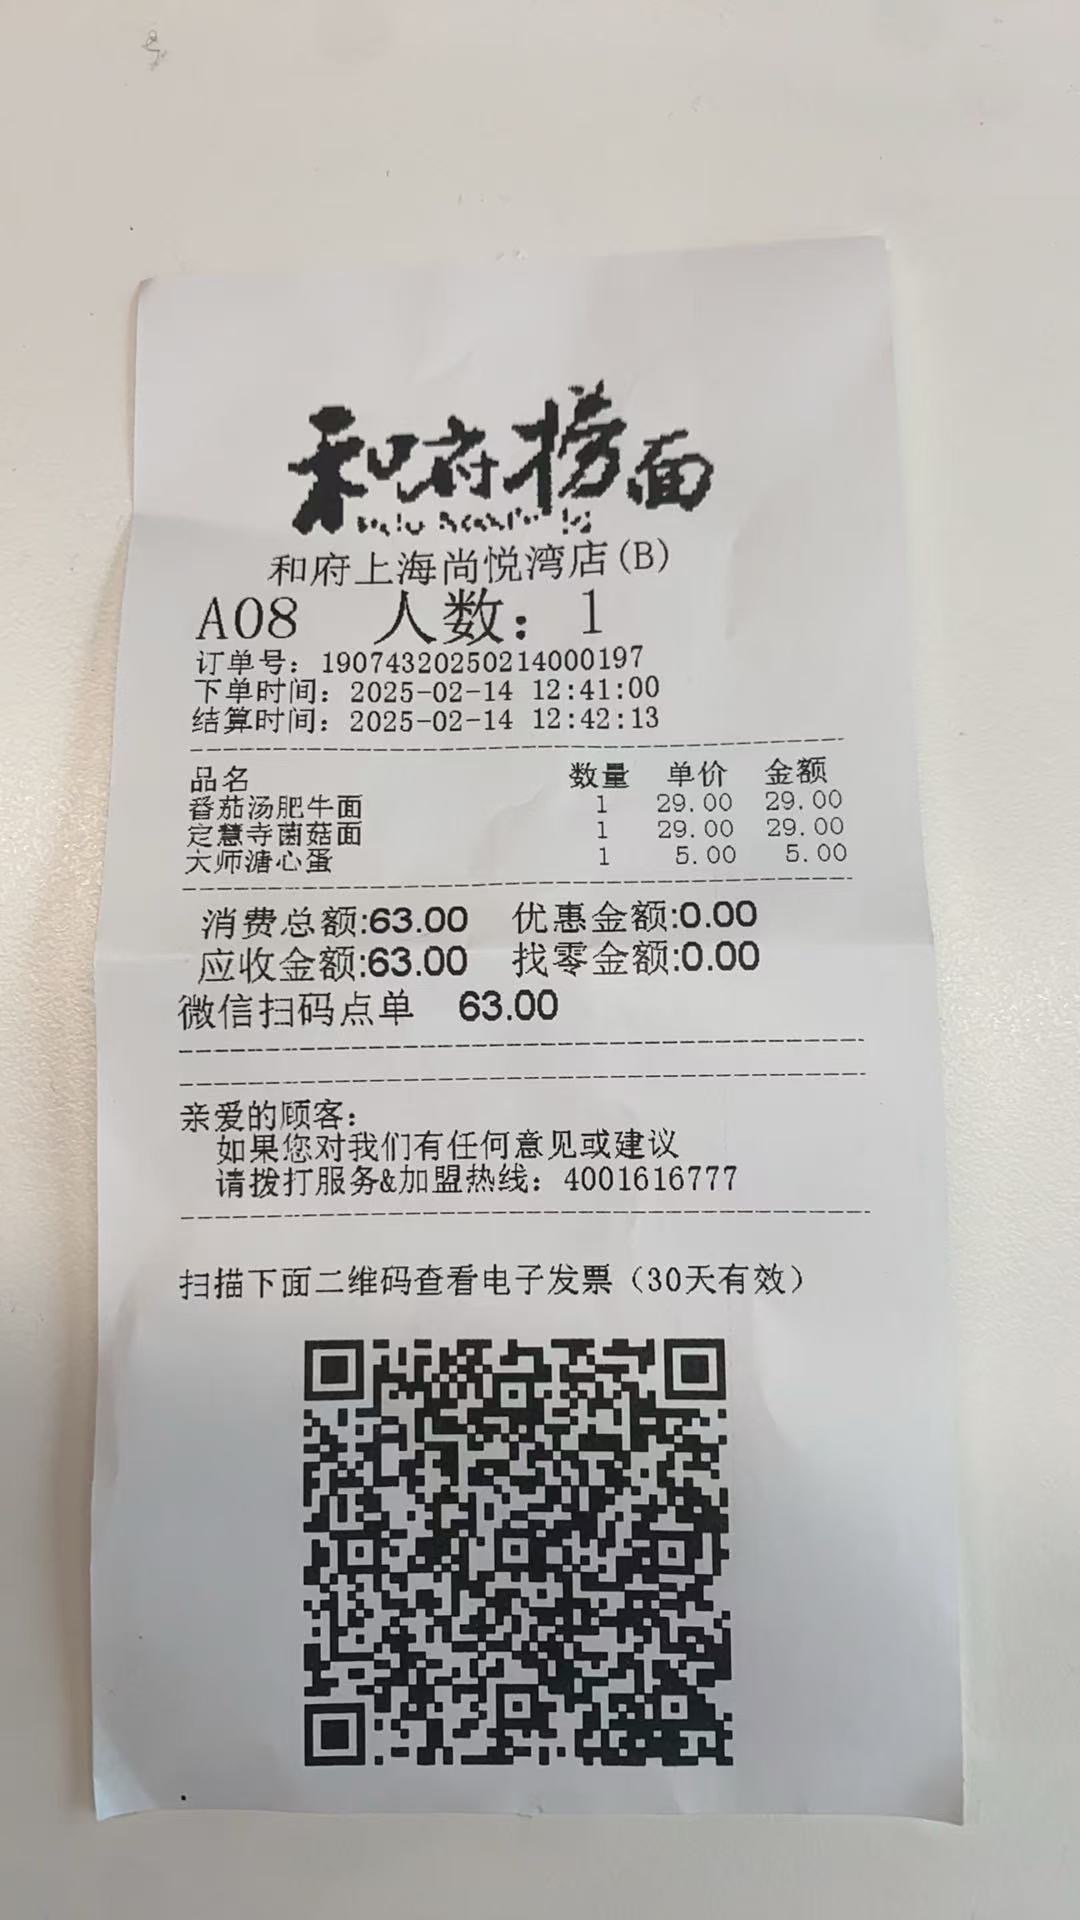 和府捞面
和府上海尚悦湾店(B)
A08 人数: 1
订单号: 19074320250214000197
下单时间: 2025-02-14 12:41:00
结算时间: 2025-02-14 12:42:13
品名 数量 单价 金额
番茄汤肥牛面 1 29.00 29.00
定慧寺菌菇面 1 29.00 29.00
大师溏心蛋 1 5.00 5.00
消费总额:63.00 优惠金额:0.00
应收金额:63.00 找零金额:0.00
微信扫码点单 63.00
亲爱的顾客:
如果您对我们有任何意见或建议
请拨打服务&加盟热线: 4001616777
扫描下面二维码查看电子发票（30天有效）